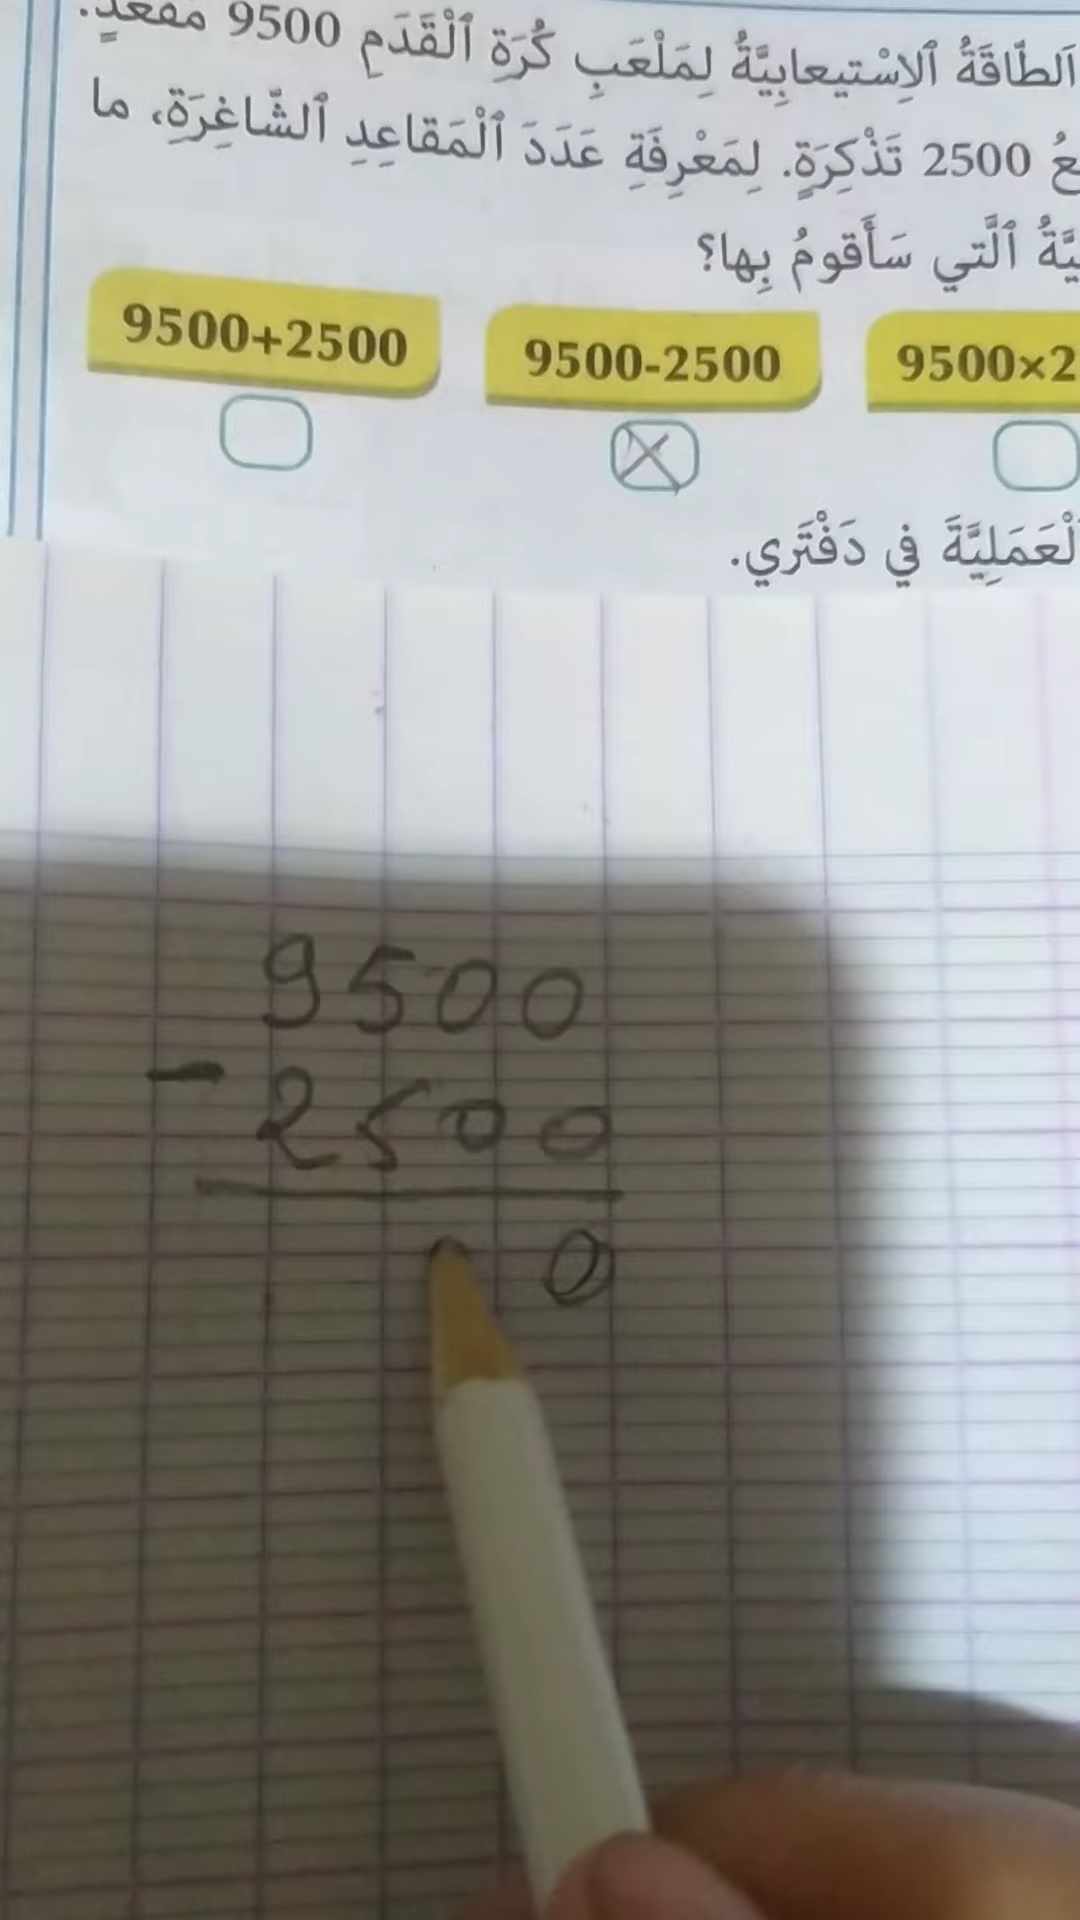 اَلطّاقَةُ ٱلِاسْتيعابِيَّةُ لِمَلْعَبِ كُرَةِ ٱلْقَدَمِ 9500 مقعدٍ.
2500 تَذْكِرَةٍ. لِمَعْرِفَةِ عَدَدَ ٱلْمَقاعِدِ ٱلشّاغِرَةِ، ما
ٱلَّتي سَأَقومُ بِها؟
9500+2500 9500-2500 9500×2
ٱلْعَمَلِيَّةَ في دَفْتَري.
9500
- 2500
0